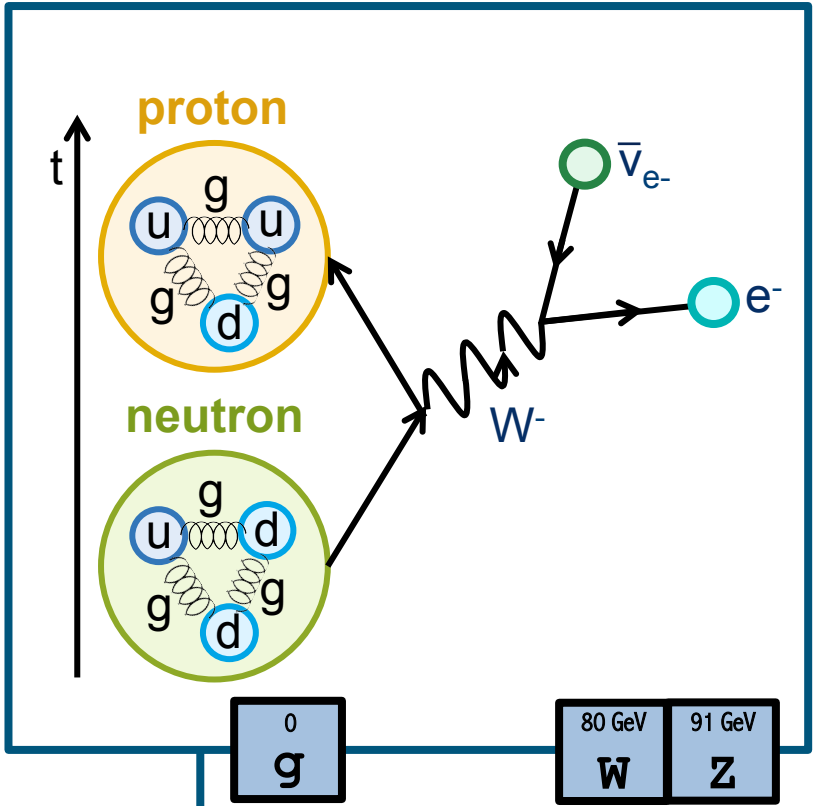 proton
t
g
u u
g g
d
ν̅e-
e-
W-
neutron
g
u d
g g
d
0
g
80 GeV
W
91 GeV
Z